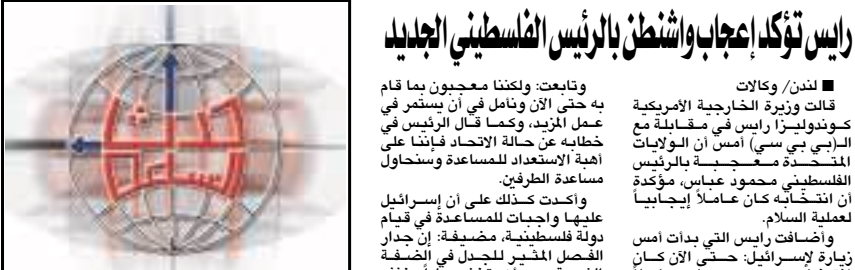 رايس تؤكد إعجاب واشنطن بالرئيس الفلسطيني الجديد
■ لندن/ وكالات
قالت وزيرة الخارجية الأمريكية
كوندوليزا رايس في مقابلة مع
الـ(بي بي سي) أمس أن الولايات
المتحدة معجبة بالرئيس
الفلسطيني محمود عباس، مؤكدة
أن انتخابه كان عاملاً إيجابياً
لعملية السلام.
وأضافت رايس التي بدأت أمس
زيارة لإسرائيل: حتى الآن كان
وتابعت: ولكننا معجبون بما قام
به حتى الآن ونأمل في أن يستمر في
عمل المزيد، وكما قال الرئيس في
خطابه عن حالة الاتحاد فإننا على
أهبة الاستعداد للمساعدة وسنحاول
مساعدة الطرفين.
وأكدت كذلك على أن إسرائيل
عليها واجبات للمساعدة في قيام
دولة فلسطينية، مضيفة: إن جدار
الفصل المثير للجدل في الضفة